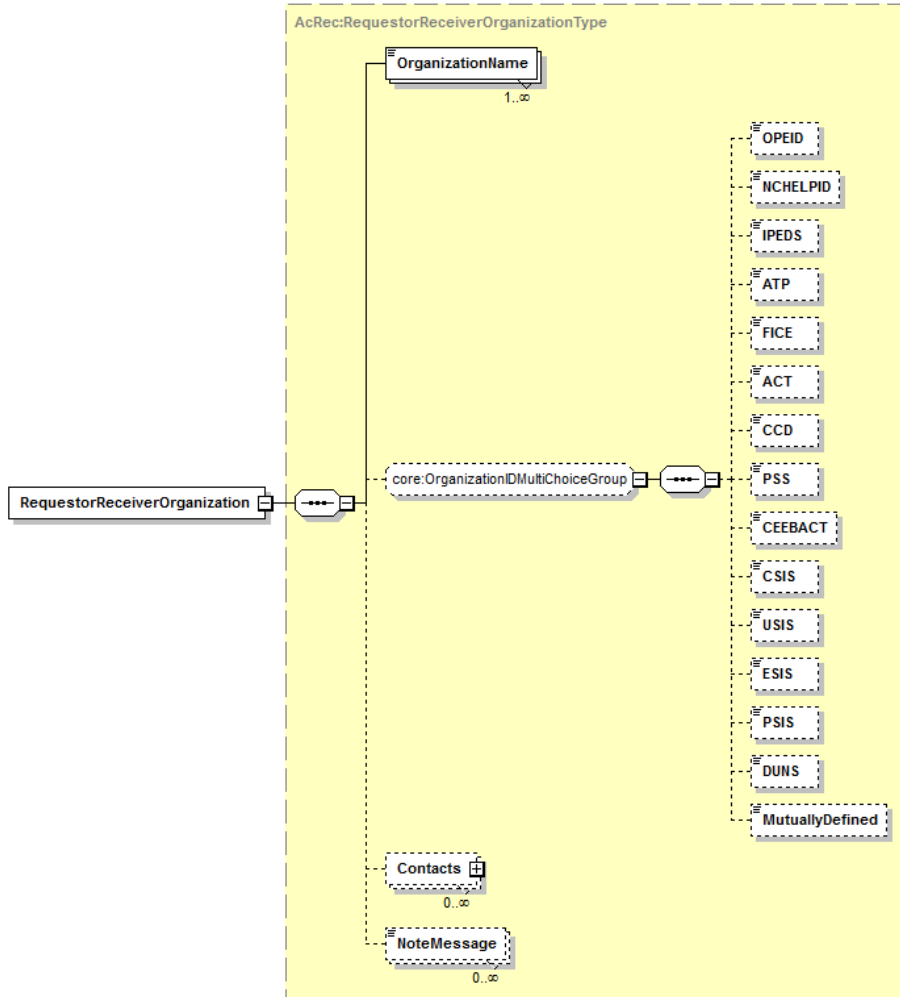 AcRec:RequestorReceiverOrganizationType
OrganizationName
1..∞
OPEID
NCHELPID
IPEDS
ATP
FICE
ACT
CCD
core:OrganizationIDMultiChoiceGroup
PSS
RequestorReceiverOrganization
CEEBACT
CSIS
USIS
ESIS
PSIS
DUNS
MutuallyDefined
Contacts
0..∞
NoteMessage
0..∞